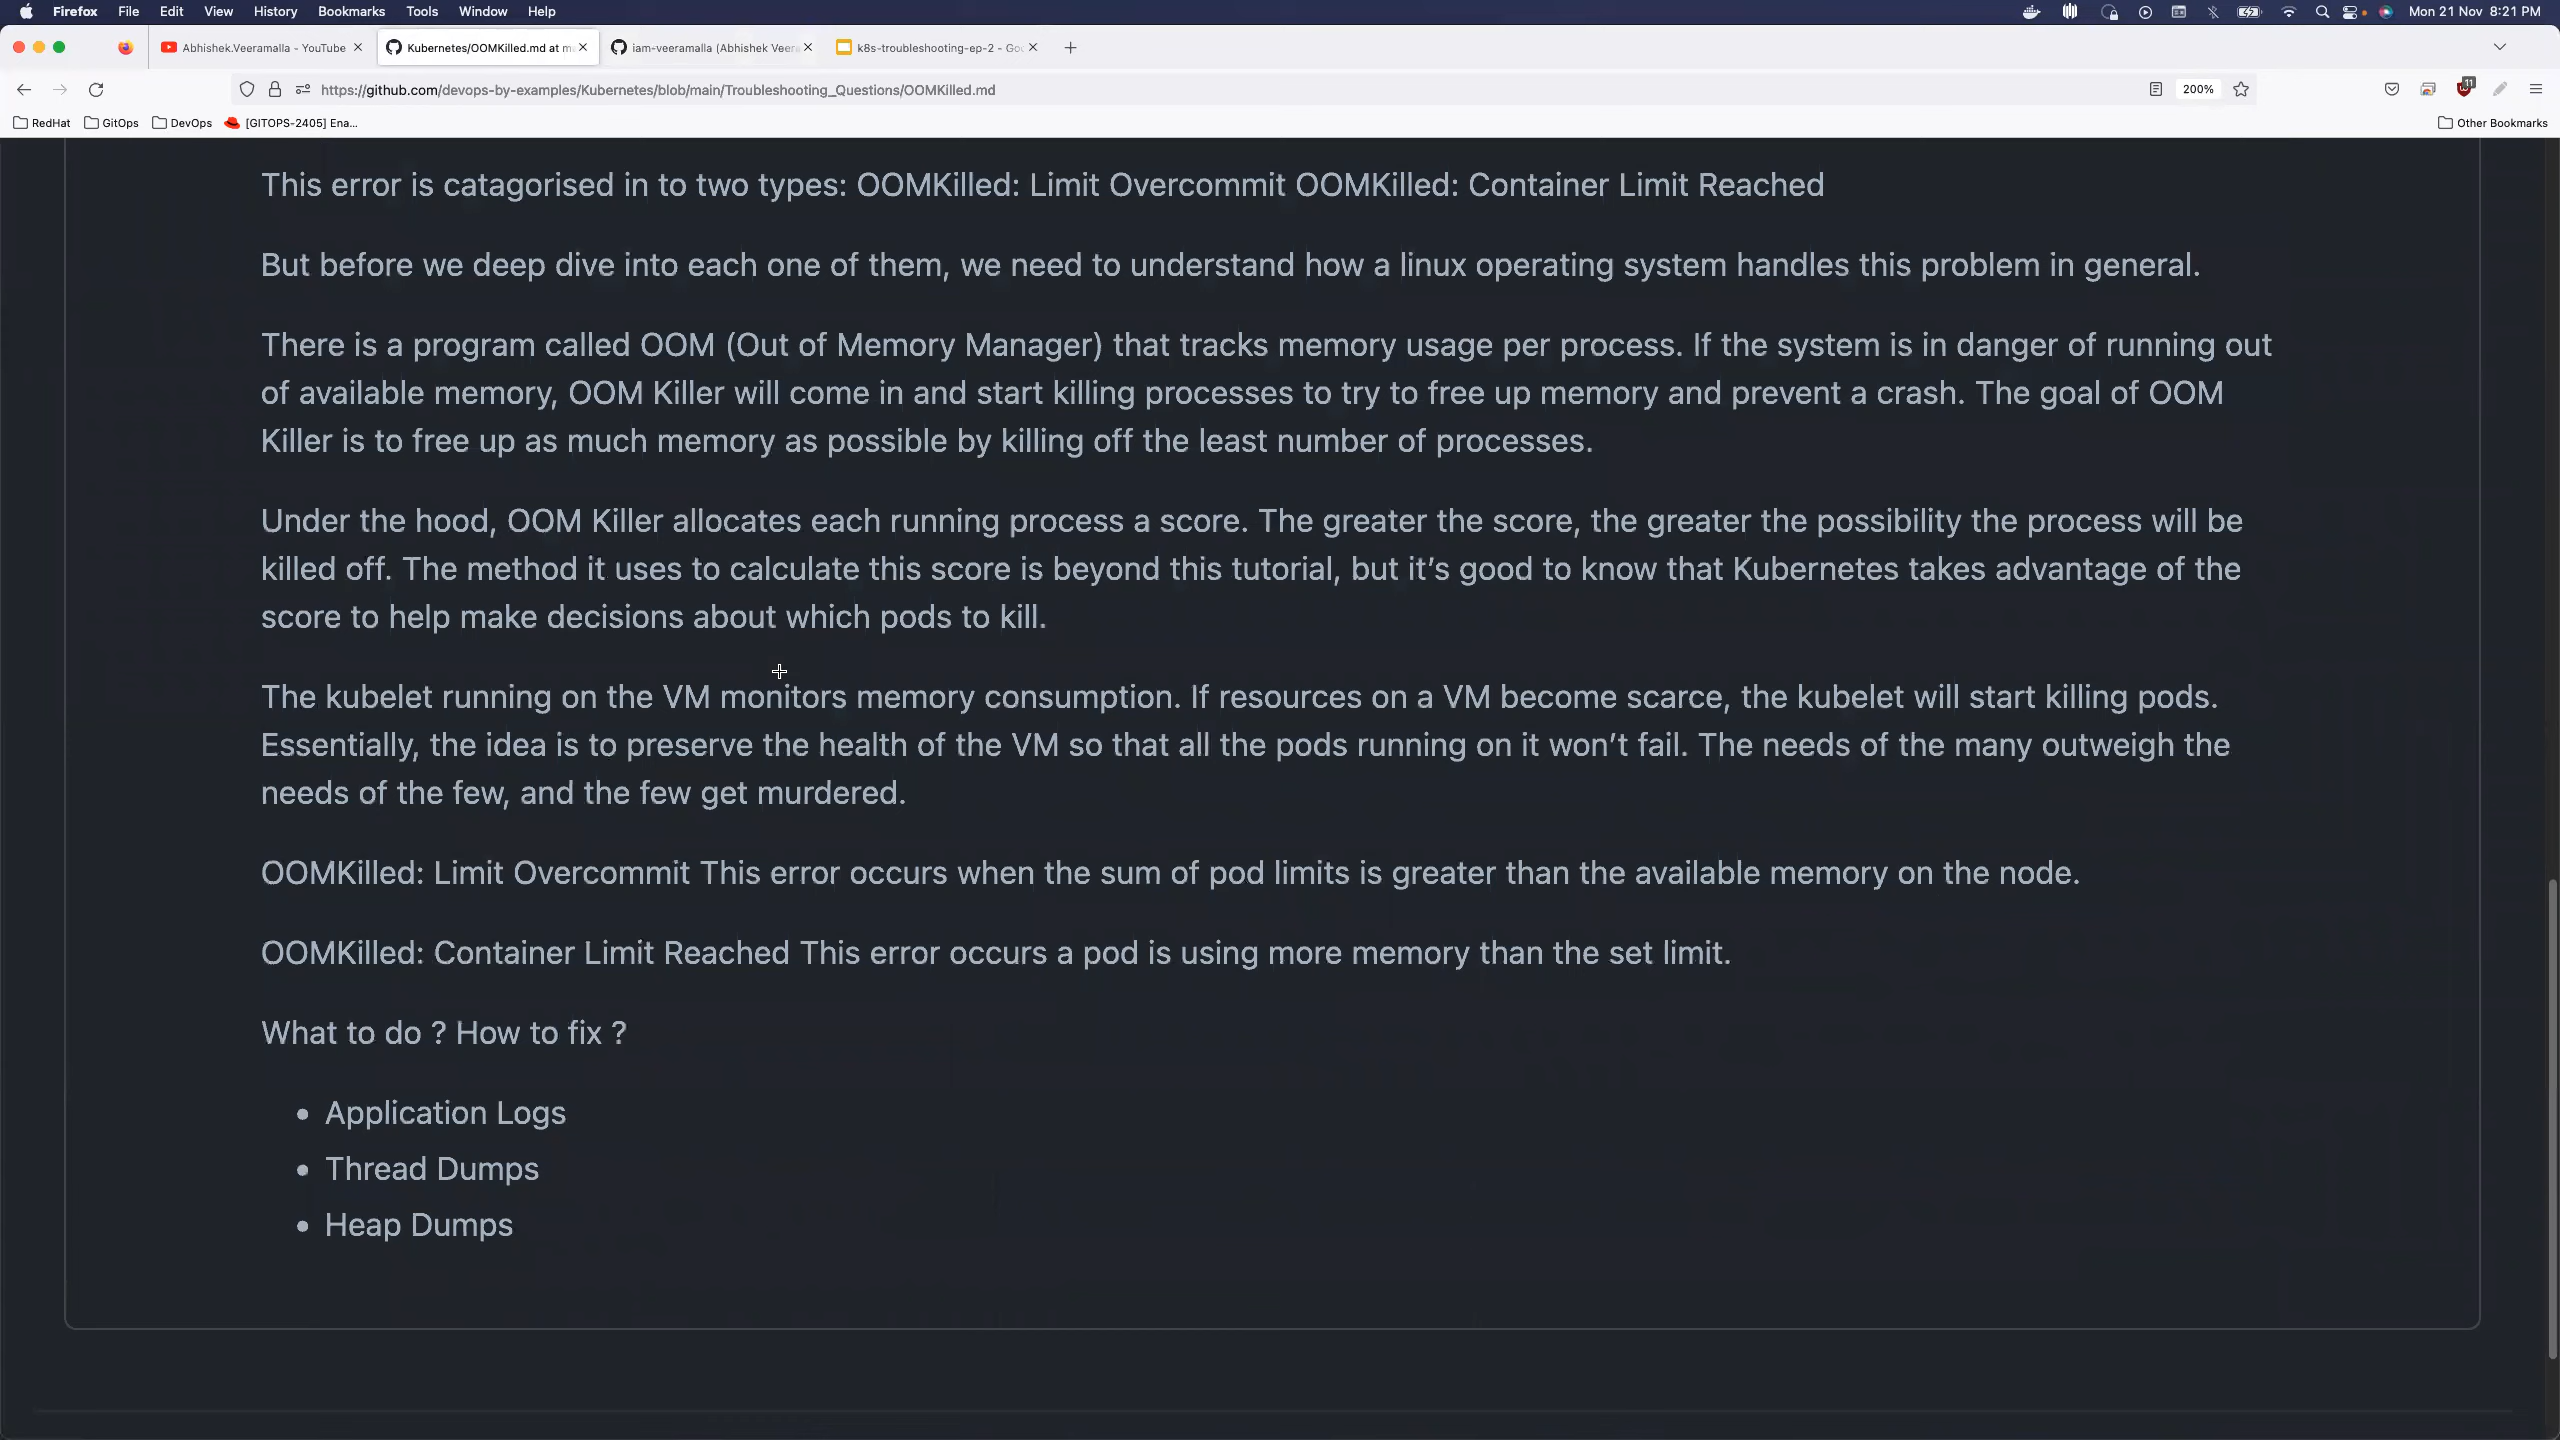 Firefox File Edit View History Bookmarks Tools Window Help Mon 21 Nov 8:21 PM
Abhishek.Veeramalla - YouTube Kubernetes/OOMKilled.md at m iam-veeramalla (Abhishek Veera k8s-troubleshooting-ep-2 - Goo
https://github.com/devops-by-examples/Kubernetes/blob/main/Troubleshooting_Questions/OOMKilled.md 200% 11
RedHat GitOps DevOps [GITOPS-2405] Ena... Other Bookmarks
This error is catagorised in to two types: OOMKilled: Limit Overcommit OOMKilled: Container Limit Reached
But before we deep dive into each one of them, we need to understand how a linux operating system handles this problem in general.
There is a program called OOM (Out of Memory Manager) that tracks memory usage per process. If the system is in danger of running out
of available memory, OOM Killer will come in and start killing processes to try to free up memory and prevent a crash. The goal of OOM
Killer is to free up as much memory as possible by killing off the least number of processes.
Under the hood, OOM Killer allocates each running process a score. The greater the score, the greater the possibility the process will be
killed off. The method it uses to calculate this score is beyond this tutorial, but it’s good to know that Kubernetes takes advantage of the
score to help make decisions about which pods to kill.
The kubelet running on the VM monitors memory consumption. If resources on a VM become scarce, the kubelet will start killing pods.
Essentially, the idea is to preserve the health of the VM so that all the pods running on it won’t fail. The needs of the many outweigh the
needs of the few, and the few get murdered.
OOMKilled: Limit Overcommit This error occurs when the sum of pod limits is greater than the available memory on the node.
OOMKilled: Container Limit Reached This error occurs a pod is using more memory than the set limit.
What to do ? How to fix ?
• Application Logs
• Thread Dumps
• Heap Dumps